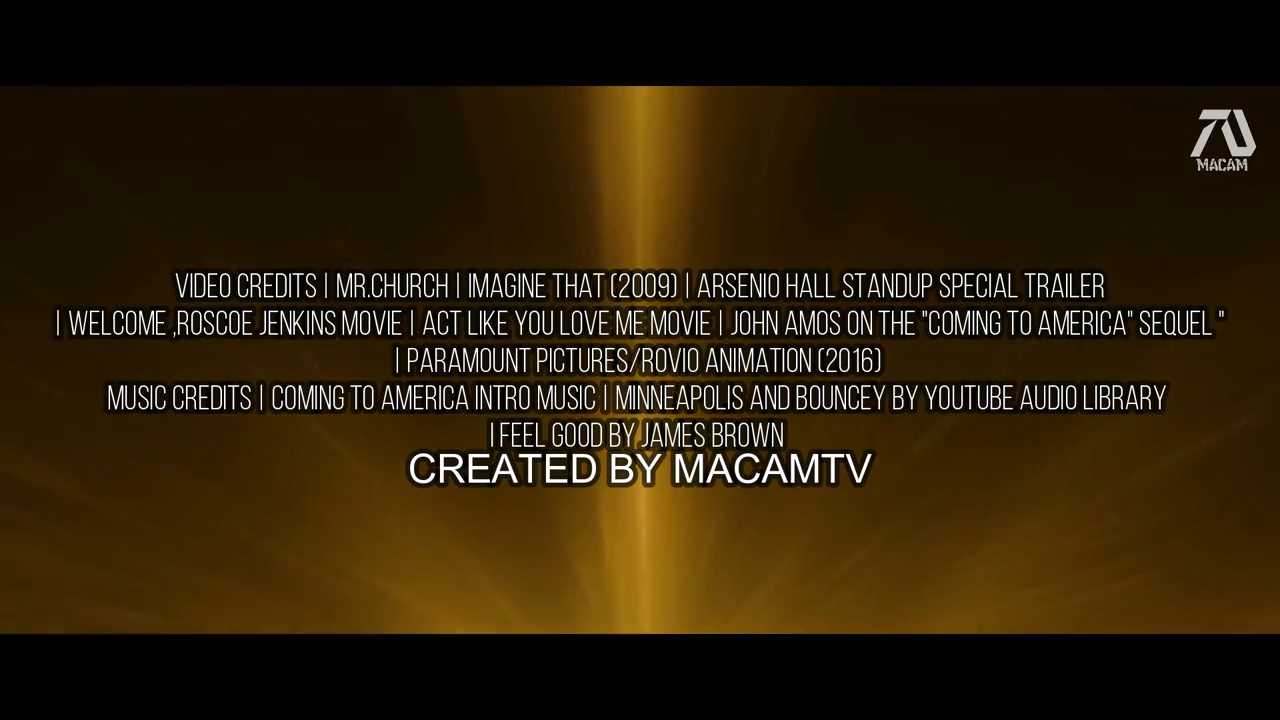 MACAM
VIDEO CREDITS | MR.CHURCH | IMAGINE THAT (2009) | ARSENIO HALL STANDUP SPECIAL TRAILER
| WELCOME ,ROSCOE JENKINS MOVIE | ACT LIKE YOU LOVE ME MOVIE | JOHN AMOS ON THE "COMING TO AMERICA" SEQUEL "
| PARAMOUNT PICTURES/ROVIO ANIMATION (2016)
MUSIC CREDITS | COMING TO AMERICA INTRO MUSIC | MINNEAPOLIS AND BOUNCEY BY YOUTUBE AUDIO LIBRARY
I FEEL GOOD BY JAMES BROWN
CREATED BY MACAMTV